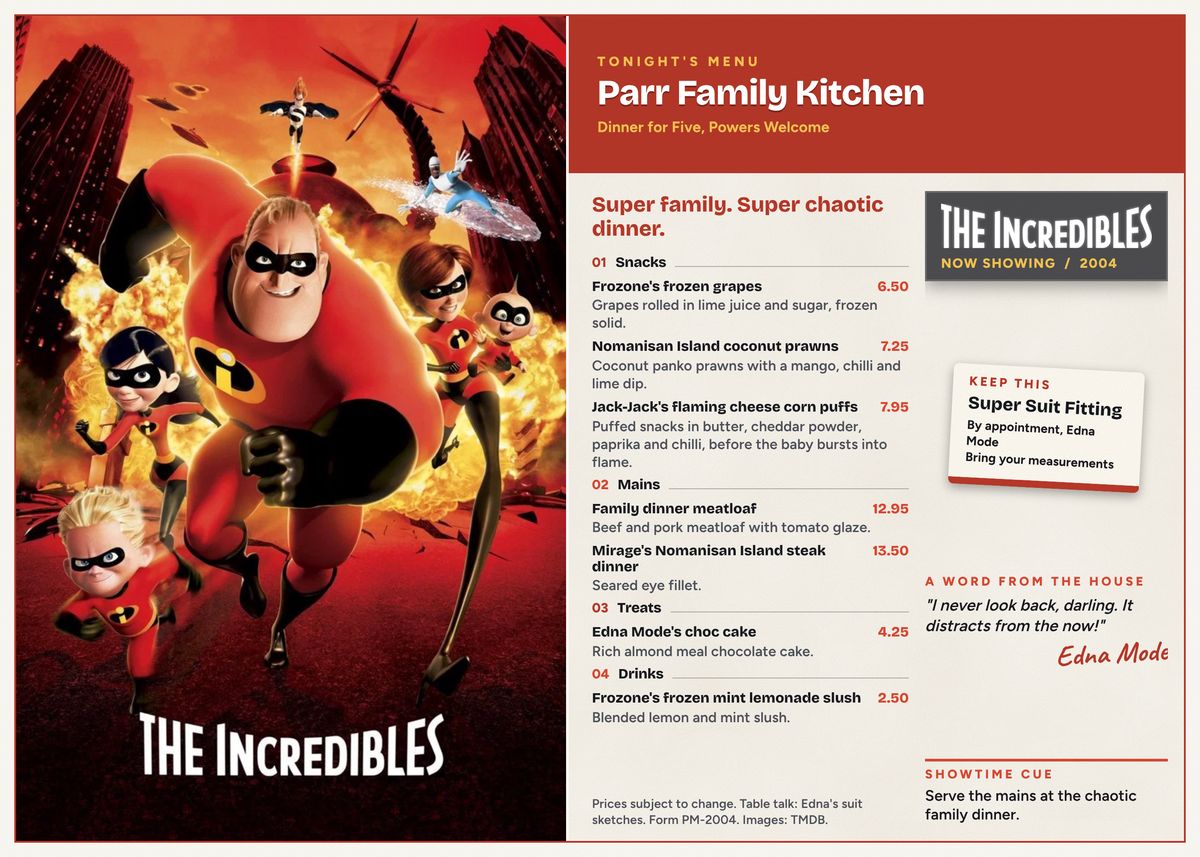 THE INCREDIBLES
TONIGHT'S MENU
Parr Family Kitchen
Dinner for Five, Powers Welcome
Super family. Super chaotic
dinner.
01 Snacks
Frozone's frozen grapes 6.50
Grapes rolled in lime juice and sugar, frozen
solid.
Nomanisan Island coconut prawns 7.25
Coconut panko prawns with a mango, chilli and
lime dip.
Jack-Jack's flaming cheese corn puffs 7.95
Puffed snacks in butter, cheddar powder,
paprika and chilli, before the baby bursts into
flame.
02 Mains
Family dinner meatloaf 12.95
Beef and pork meatloaf with tomato glaze.
Mirage's Nomanisan Island steak 13.50
dinner
Seared eye fillet.
03 Treats
Edna Mode's choc cake 4.25
Rich almond meal chocolate cake.
04 Drinks
Frozone's frozen mint lemonade slush 2.50
Blended lemon and mint slush.
Prices subject to change. Table talk: Edna's suit
sketches. Form PM-2004. Images: TMDB.
THE INCREDIBLES
NOW SHOWING / 2004
KEEP THIS
Super Suit Fitting
By appointment, Edna
Mode
Bring your measurements
A WORD FROM THE HOUSE
"I never look back, darling. It
distracts from the now!"
Edna Mode
SHOWTIME CUE
Serve the mains at the chaotic
family dinner.